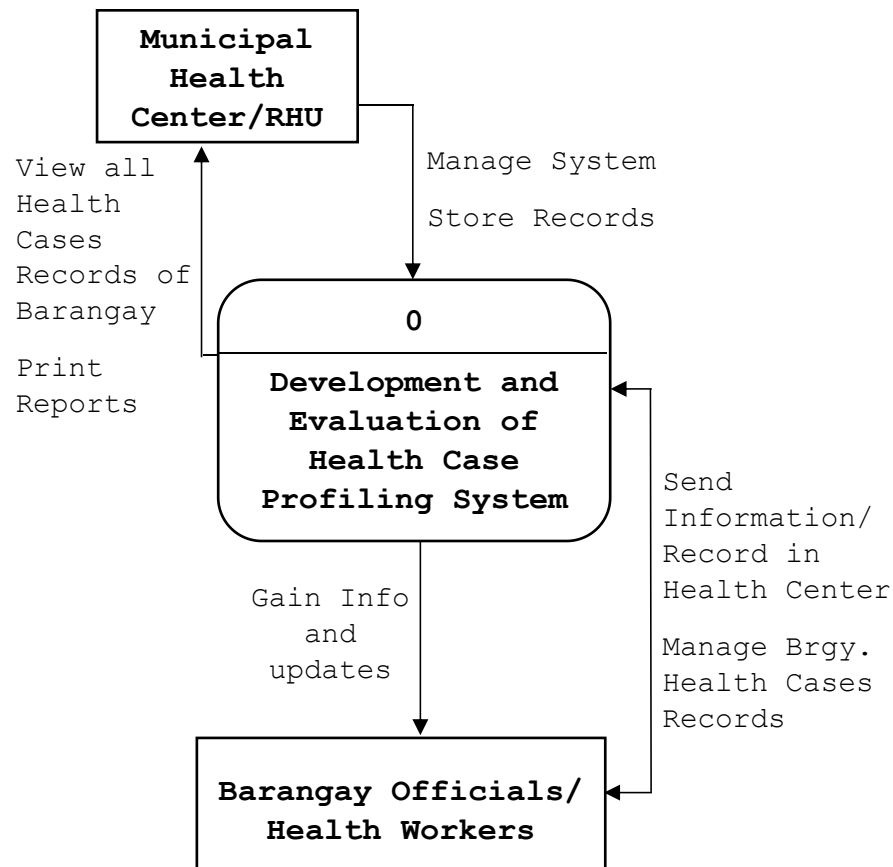 Municipal
Health
Center/RHU
View all
Health
Cases
Records of
Barangay
Print
Reports
Manage System
Store Records
0
Development and
Evaluation of
Health Case
Profiling System
Send
Information/
Record in
Health Center
Manage Brgy.
Health Cases
Records
Gain Info
and
updates
Barangay Officials/
Health Workers